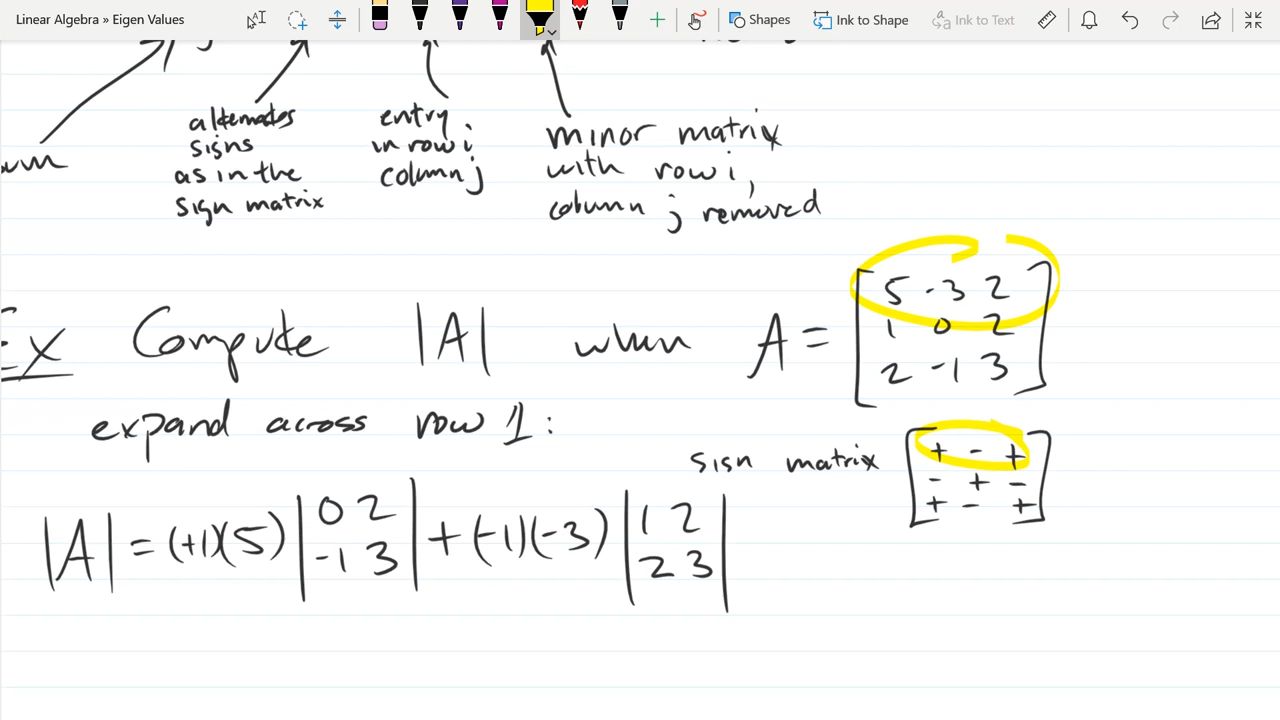 Linear Algebra » Eigen Values
Shapes
Ink to Shape
Ink to Text
alternates
signs
as in the
sign matrix
entry
in row i
column j
minor matrix
with row i,
column j removed
EX Compute |A| when A =
5 -3 2
1 0 2
2 -1 3
expand across row 1:
sign matrix
+ - +
- + -
+ - +
|A| = (+1)(5) |0 2| + (-1)(-3) |1 2|
|-1 3| |2 3|